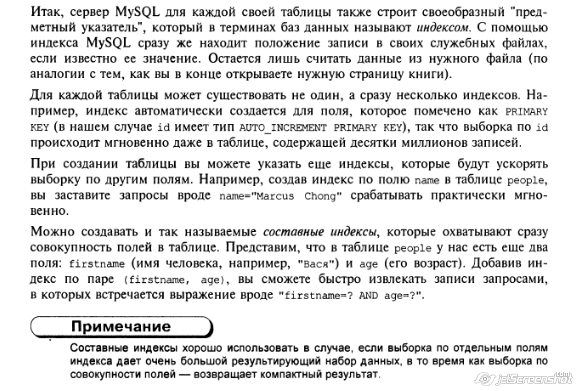 Итак, сервер MySQL для каждой своей таблицы также строит своеобразный "пред-
метный указатель", который в терминах баз данных называют индексом. С помощью
индекса MySQL сразу же находит положение записи в своих служебных файлах,
если известно ее значение. Остается лишь считать данные из нужного файла (по
аналогии с тем, как вы в конце открываете нужную страницу книги).
Для каждой таблицы может существовать не один, а сразу несколько индексов. На-
пример, индекс автоматически создается для поля, которое помечено как PRIMARY
KEY (в нашем случае id имеет тип AUTO_INCREMENT PRIMARY KEY), так что выборка по id
происходит мгновенно даже в таблице, содержащей десятки миллионов записей.
При создании таблицы вы можете указать еще индексы, которые будут ускорять
выборку по другим полям. Например, создав индекс по полю name в таблице people,
вы заставите запросы вроде name="Marcus Chong" срабатывать практически мгно-
венно.
Можно создавать и так называемые составные индексы, которые охватывают сразу
совокупность полей в таблице. Представим, что в таблице people у нас есть еще два
поля: firstname (имя человека, например, "Вася") и age (его возраст). Добавив ин-
декс по паре (firstname, age), вы сможете быстро извлекать записи запросами,
в которых встречается выражение вроде "firstname=? AND age=?".
Примечание
Составные индексы хорошо использовать в случае, если выборка по отдельным полям
индекса дает очень большой результирующий набор данных, в то время как выборка по
совокупности полей — возвращает компактный результат.
jetScreenshot